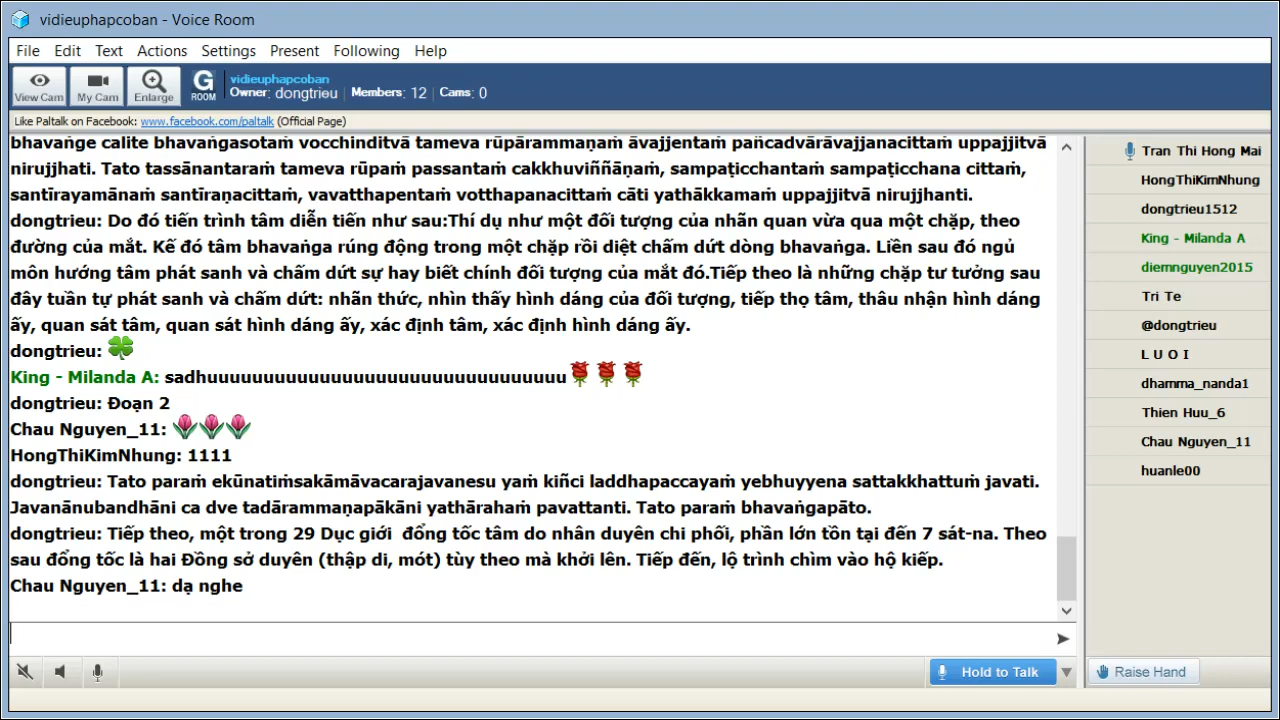 vidieuphapcoban - Voice Room
File Edit Text Actions Settings Present Following Help
View Cam My Cam Enlarge G ROOM
vidieuphapcoban
Owner: dongtrieu | Members: 12 | Cams: 0
Like Paltalk on Facebook: www.facebook.com/paltalk (Official Page)
bhavaṅge calite bhavaṅgasotaṁ vocchinditvā tameva rūpārammaṇaṁ āvajjentaṁ pañcadvārāvajjanacittaṁ uppajjitvā
nirujjhati. Tato tassānantaraṁ tameva rūpaṁ passantaṁ cakkhuviññāṇaṁ, sampaṭicchantaṁ sampaṭicchana cittaṁ,
santīrayamānaṁ santīraṇacittaṁ, vavatthapentaṁ votthapanacittaṁ cāti yathākkamaṁ uppajjitvā nirujjhanti.
dongtrieu: Do đó tiến trình tâm diễn tiến như sau:Thí dụ như một đối tượng của nhãn quan vừa qua một chặp, theo
đường của mắt. Kế đó tâm bhavaṅga rúng động trong một chặp rồi diệt chấm dứt dòng bhavaṅga. Liền sau đó ngủ
môn hướng tâm phát sanh và chấm dứt sự hay biết chính đối tượng của mắt đó.Tiếp theo là những chặp tư tưởng sau
đây tuần tự phát sanh và chấm dứt: nhãn thức, nhìn thấy hình dáng của đối tượng, tiếp thọ tâm, thâu nhận hình dáng
ấy, quan sát tâm, quan sát hình dáng ấy, xác định tâm, xác định hình dáng ấy.
dongtrieu:
King - Milanda A: sadhuuuuuuuuuuuuuuuuuuuuuuuuuuuuuuuu
dongtrieu: Đoạn 2
Chau Nguyen_11:
HongThiKimNhung: 1111
dongtrieu: Tato paraṁ ekūnatiṁsakāmāvacarajavanesu yaṁ kiñci laddhapaccayaṁ yebhuyyena sattakkhattuṁ javati.
Javanānubandhāni ca dve tadārammaṇapākāni yathārahaṁ pavattanti. Tato paraṁ bhavaṅgapāto.
dongtrieu: Tiếp theo, một trong 29 Dục giới đổng tốc tâm do nhân duyên chi phối, phần lớn tồn tại đến 7 sát-na. Theo
sau đổng tốc là hai Đồng sở duyên (thập di, mót) tùy theo mà khởi lên. Tiếp đến, lộ trình chìm vào hộ kiếp.
Chau Nguyen_11: dạ nghe
Tran Thi Hong Mai
HongThiKimNhung
dongtrieu1512
King - Milanda A
diemnguyen2015
Tri Te
@dongtrieu
L U O I
dhamma_nanda1
Thien Huu_6
Chau Nguyen_11
huanle00
Hold to Talk
Raise Hand